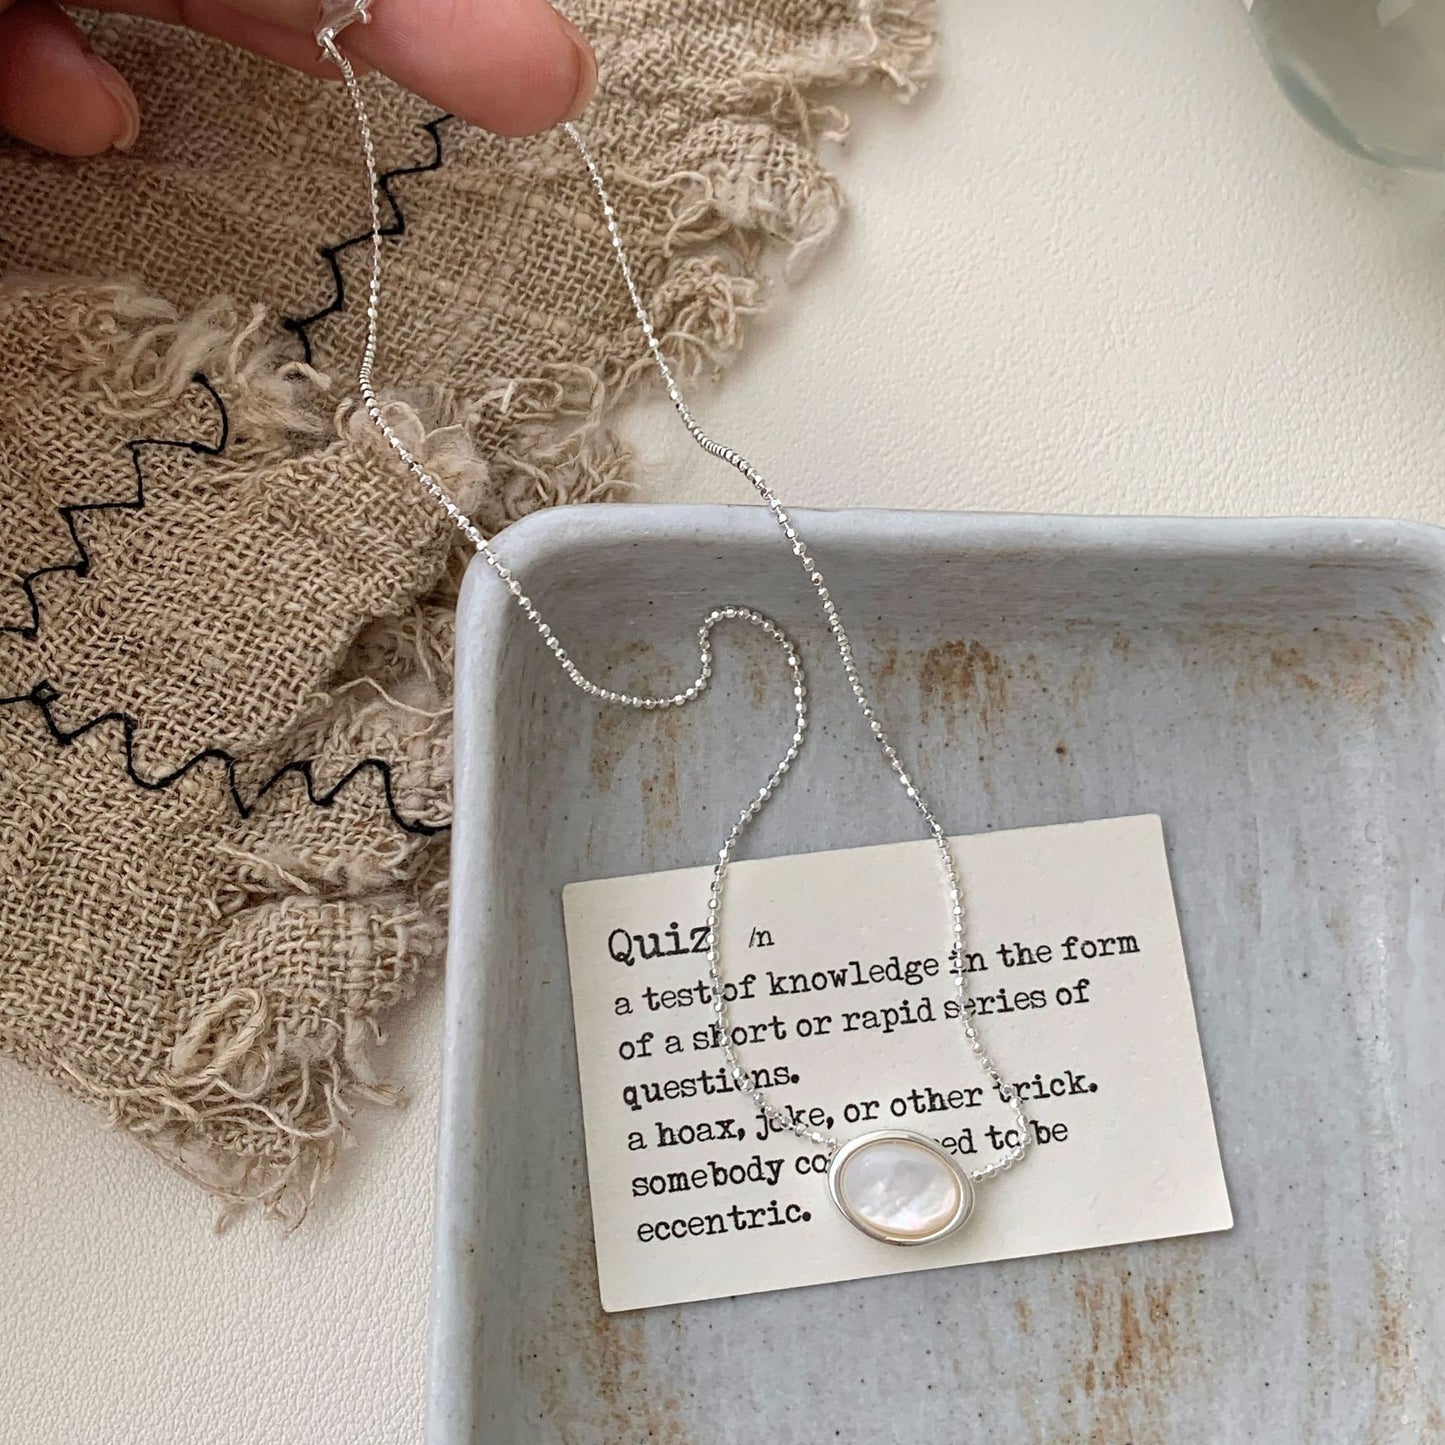 Quiz /n
a test of knowledge in the form
of a short or rapid series of
questions.
a hoax, joke, or other trick.
somebody to be
eccentric.